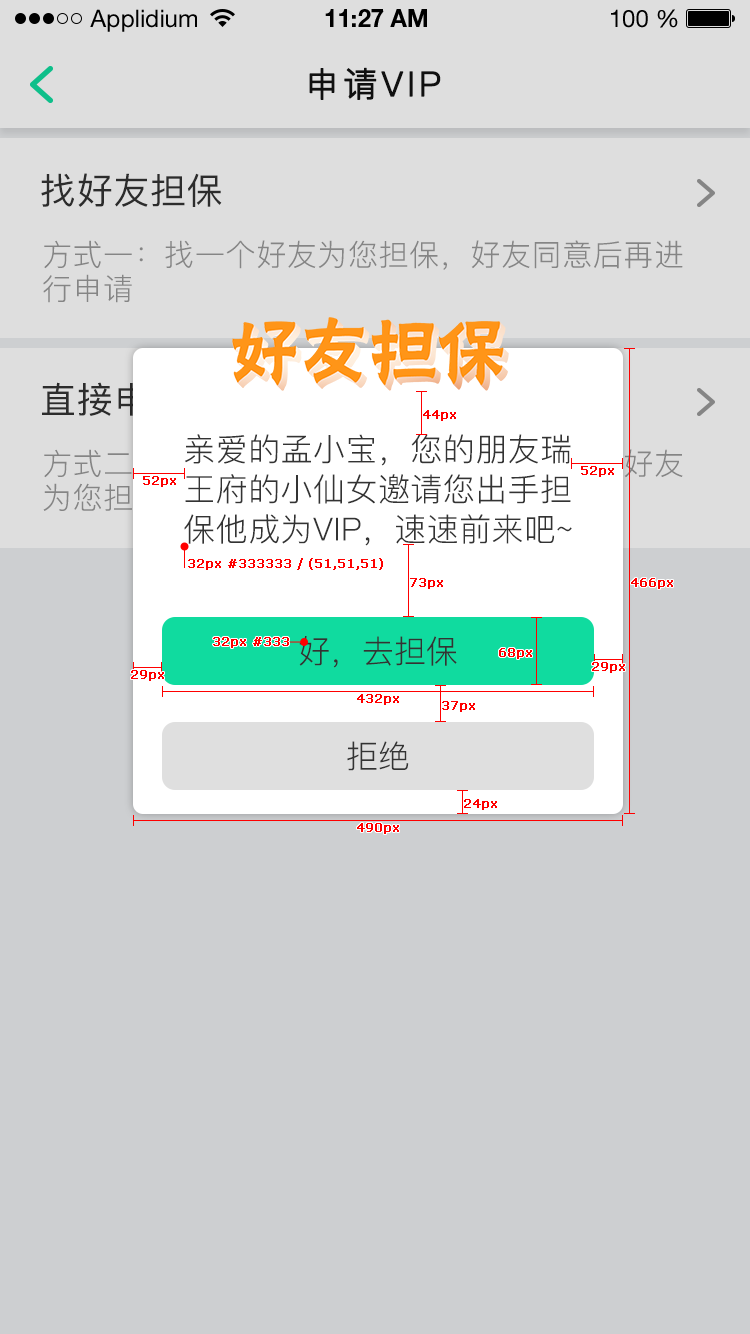 Applidium 11:27 AM 100 %
申请VIP
找好友担保
方式一：找一个好友为您担保，好友同意后再进
行申请
好友担保
直接申
44px
方式二
好友
为您担
亲爱的孟小宝，您的朋友瑞
52px
52px
王府的小仙女邀请您出手担
保他成为VIP，速速前来吧~
32px #333333 / (51,51,51)
73px
466px
32px #333
好，去担保
68px
29px
29px
432px
37px
拒绝
24px
490px